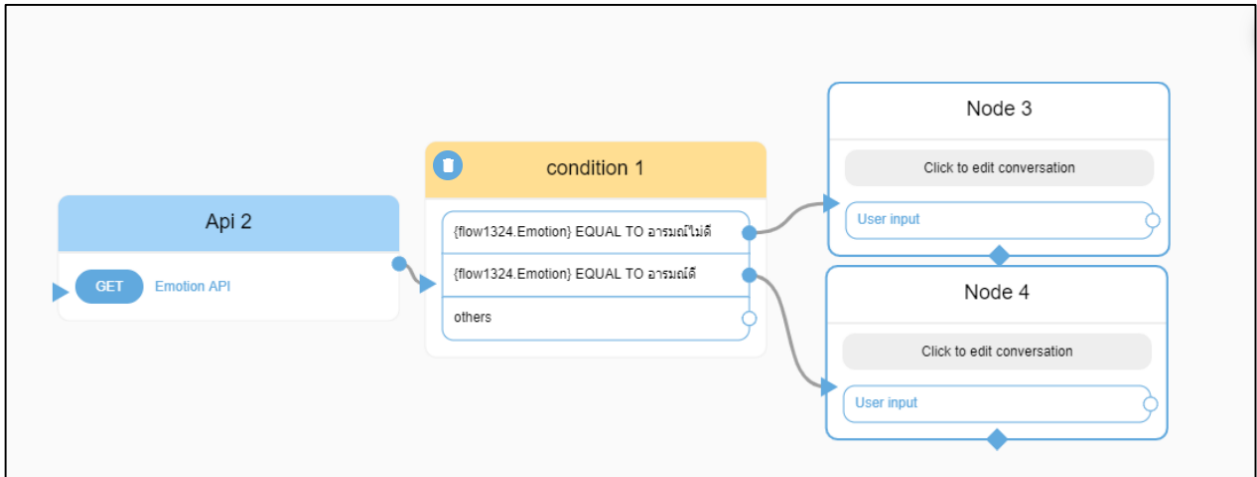 Api 2
GET Emotion API
condition 1
{flow1324.Emotion} EQUAL TO อารมณ์ไม่ดี
{flow1324.Emotion} EQUAL TO อารมณ์ดี
others
Node 3
Click to edit conversation
User input
Node 4
Click to edit conversation
User input